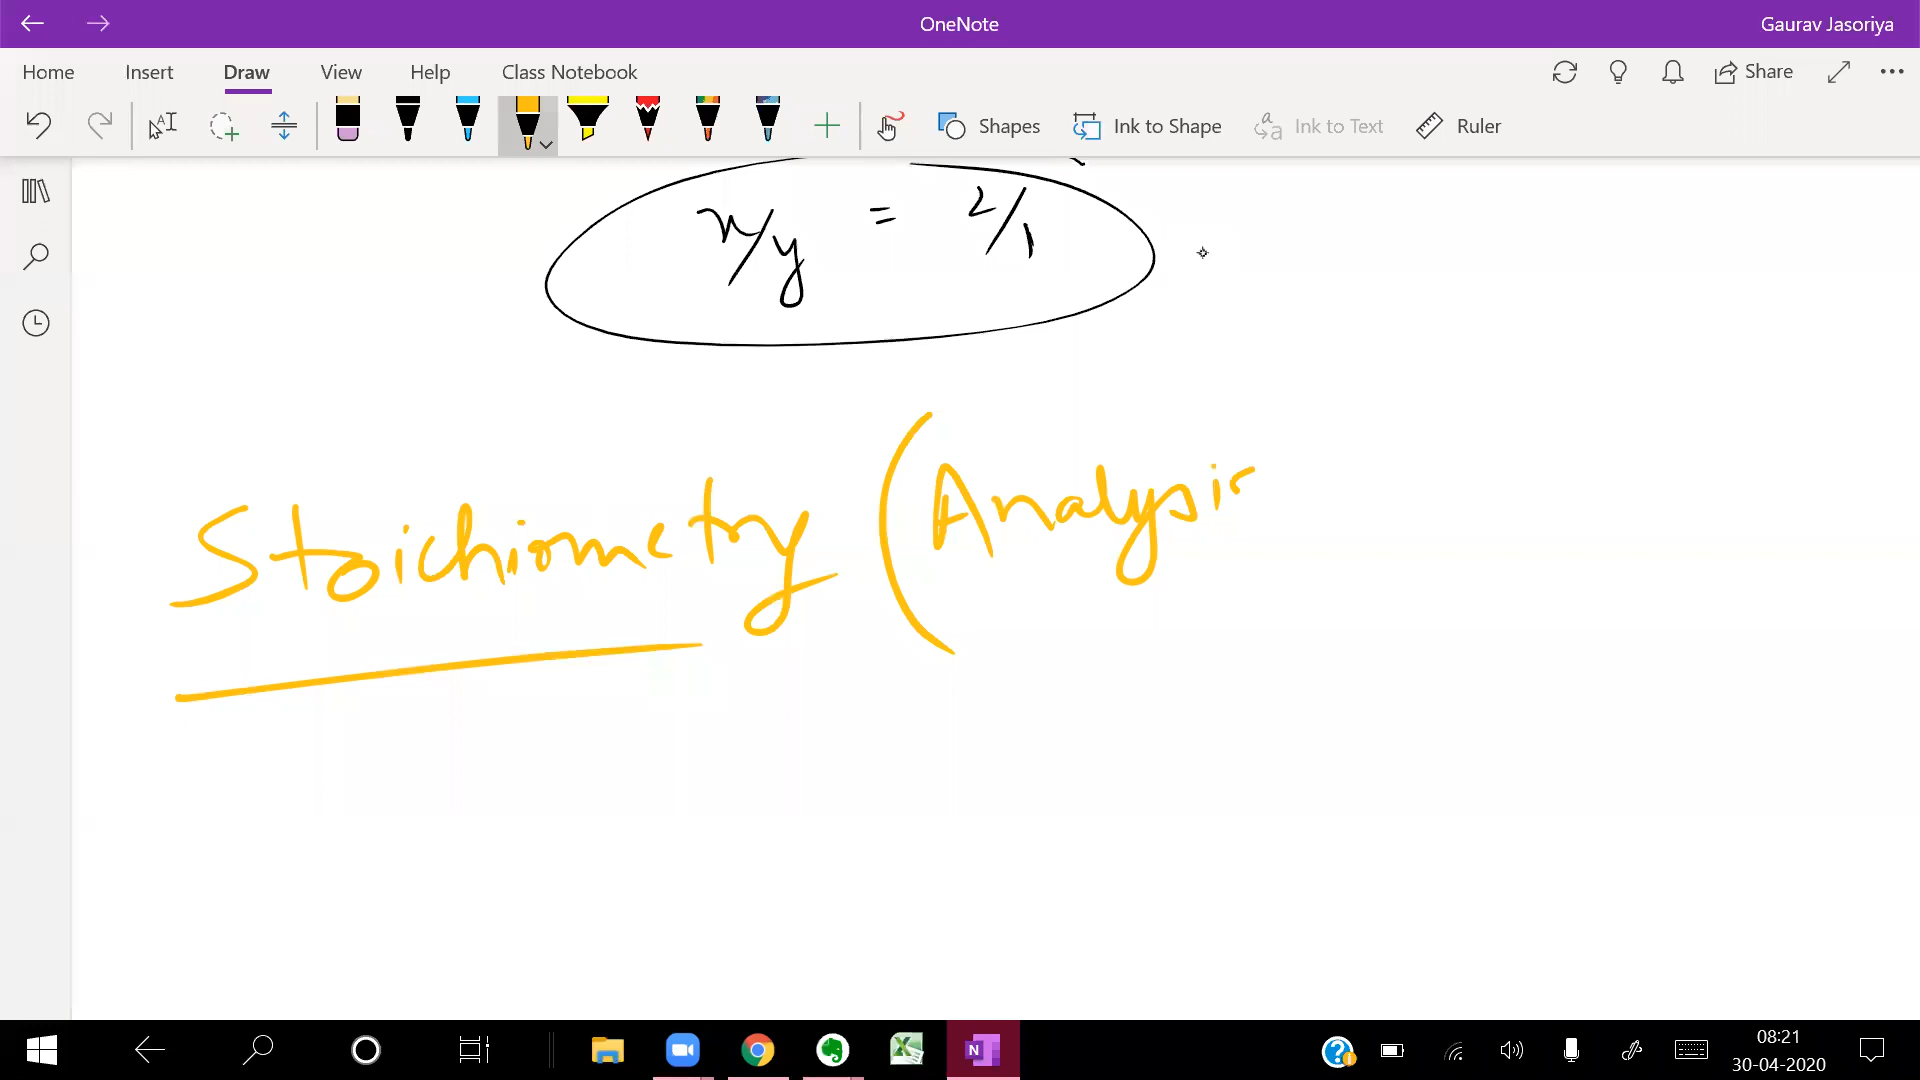 OneNote
Gaurav Jasoriya
Home Insert Draw View Help Class Notebook Share
Shapes Ink to Shape Ink to Text Ruler
x/y = 2/1
Stoichiometry (Analysis
08:21
30-04-2020